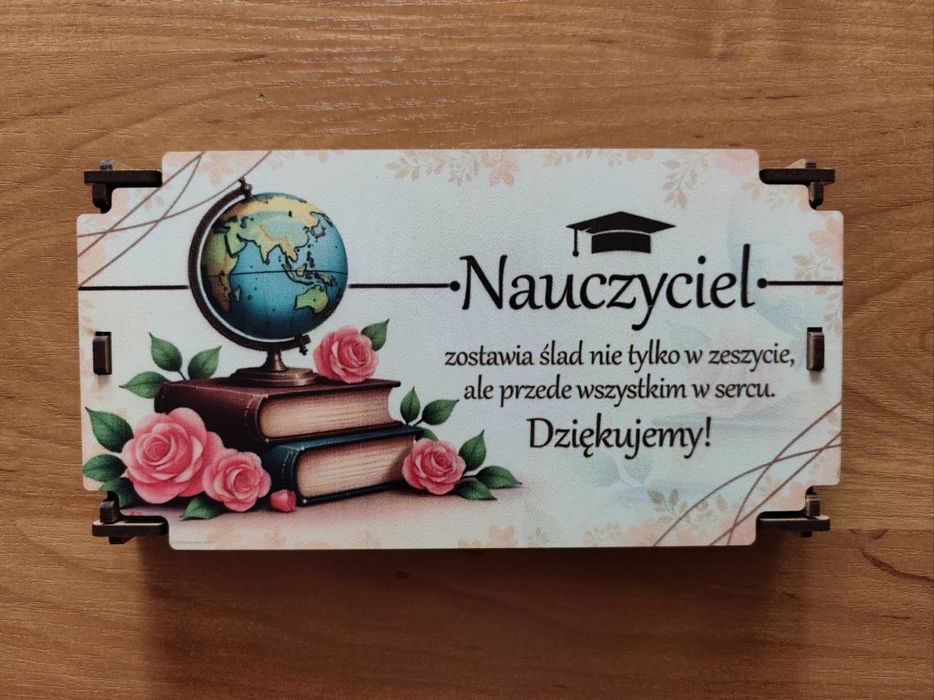 Nauczyciel
zostawia ślad nie tylko w zeszycie,
ale przede wszystkim w sercu.
Dziękujemy!